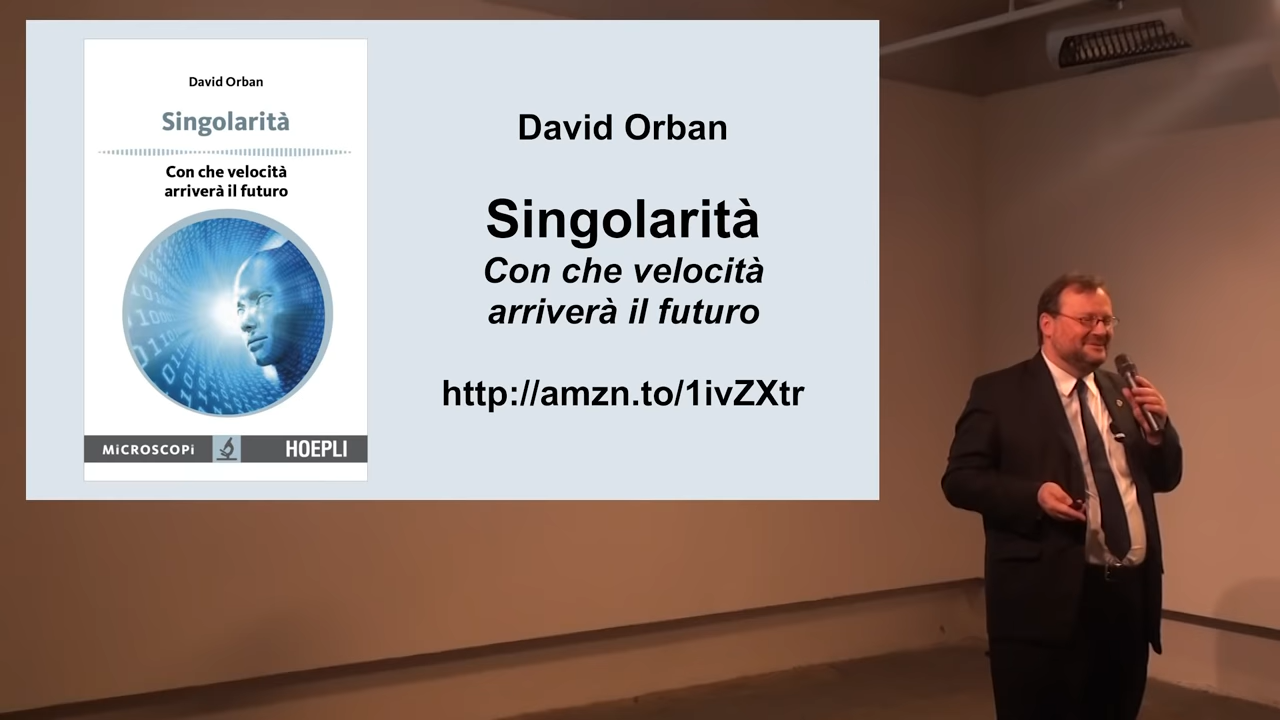 David Orban
Singolarità
Con che velocità
arriverà il futuro
MiCROSCOPi
HOEPLI
David Orban
Singolarità
Con che velocità
arriverà il futuro
http://amzn.to/1ivZXtr